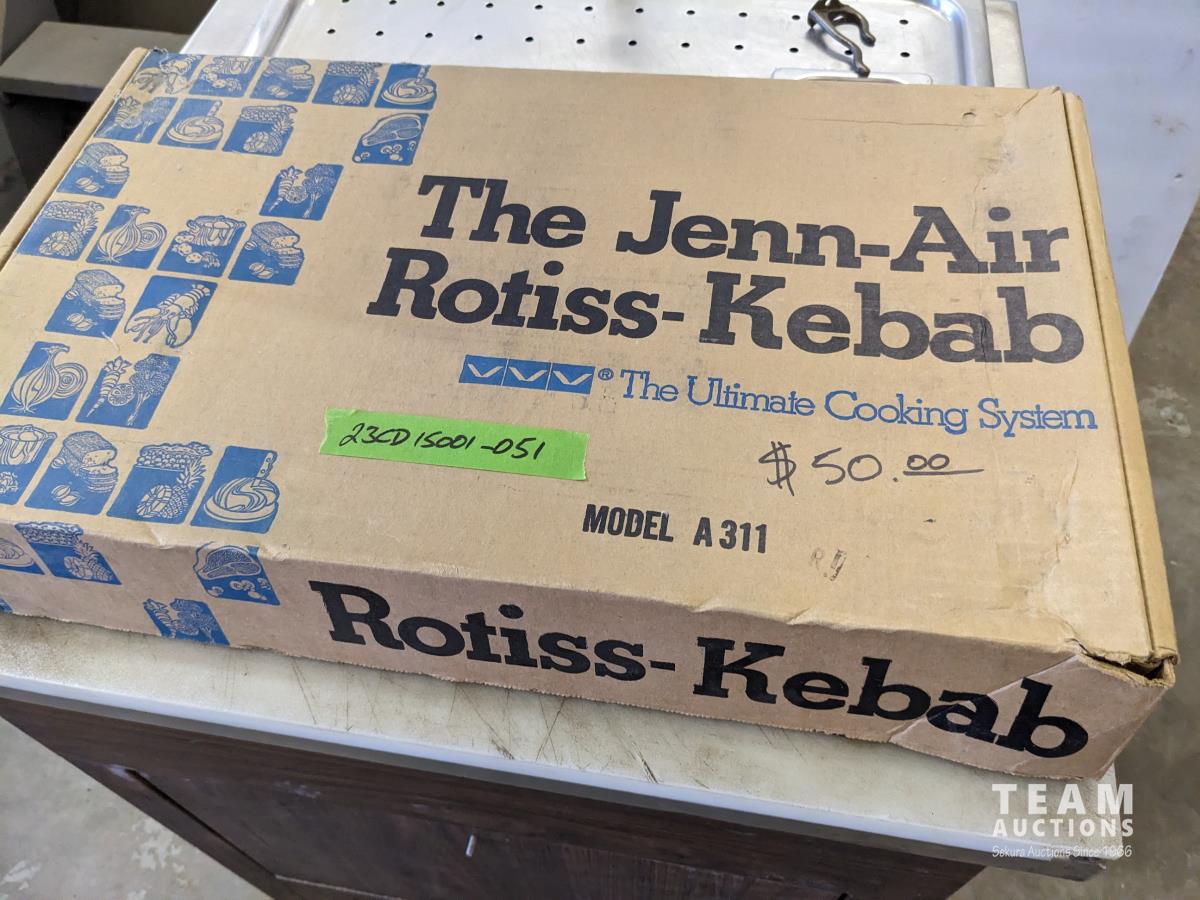 The Jenn-Air
Rotiss-Kebab
® The Ultimate Cooking System
23CD15001-051
$50.00
MODEL A311
Rotiss-Kebab
TEAM
AUCTIONS
Sekura Auctions Since 1966